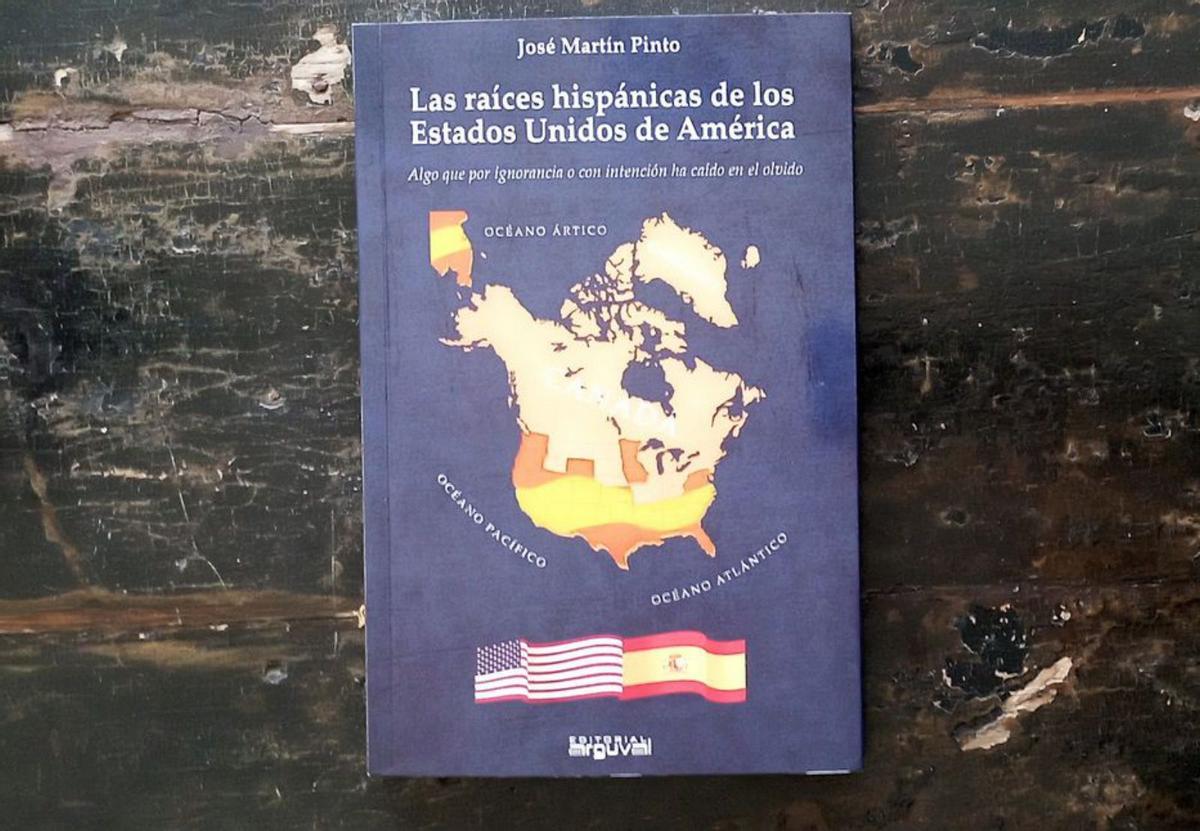 José Martín Pinto
Las raíces hispánicas de los
Estados Unidos de América
Algo que por ignorancia o con intención ha caído en el olvido
OCÉANO ÁRTICO
CANADA
OCÉANO PACÍFICO
OCÉANO ATLÁNTICO
EDITORIAL
arguval